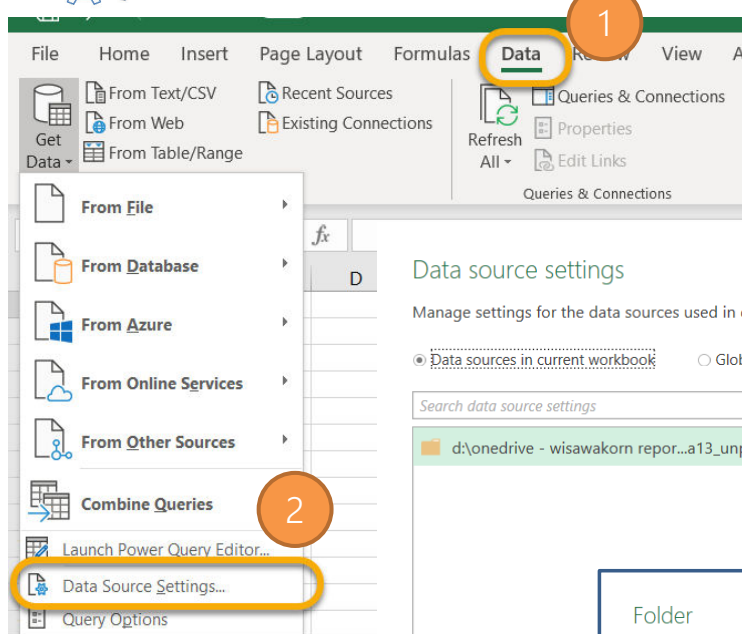 1
File Home Insert Page Layout Formulas Data Review View
Get Data
From Text/CSV
From Web
From Table/Range
Recent Sources
Existing Connections
Refresh All
Queries & Connections
Properties
Edit Links
Queries & Connections
From File
From Database
From Azure
From Online Services
From Other Sources
Combine Queries
2
Launch Power Query Editor...
Data Source Settings...
Query Options
fx
D
Data source settings
Manage settings for the data sources used in
Data sources in current workbook
Search data source settings
d:\onedrive - wisawakorn repor...a13_unp
Folder